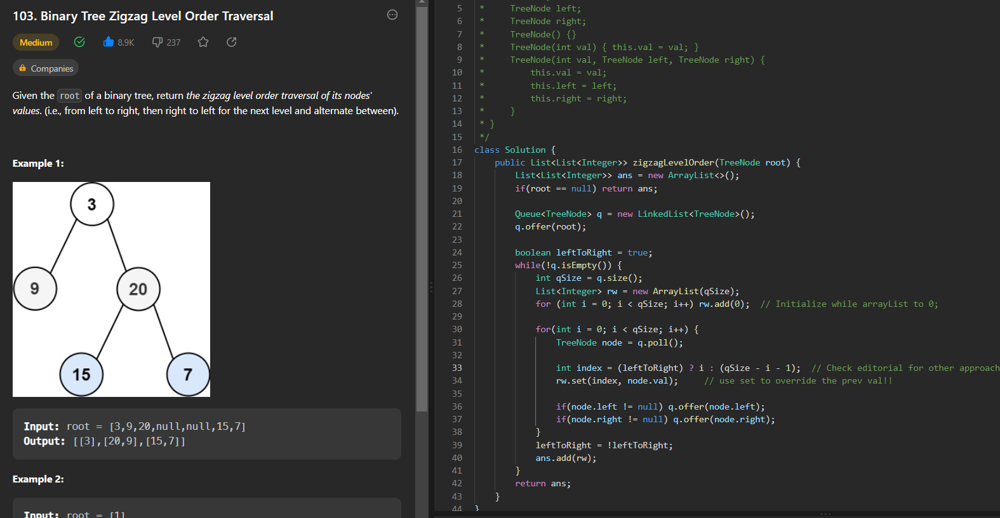 103. Binary Tree Zigzag Level Order Traversal
Medium 8.9K 237
Companies
Given the root of a binary tree, return the zigzag level order traversal of its nodes'
values. (i.e., from left to right, then right to left for the next level and alternate between).
Example 1:
3
9 20
15 7
Input: root = [3,9,20,null,null,15,7]
Output: [[3],[20,9],[15,7]]
Example 2:
Input: root = [1]
5 * TreeNode left;
6 * TreeNode right;
7 * TreeNode() {}
8 * TreeNode(int val) { this.val = val; }
9 * TreeNode(int val, TreeNode left, TreeNode right) {
10 * this.val = val;
11 * this.left = left;
12 * this.right = right;
13 * }
14 * }
15 */
16 class Solution {
17 public List<List<Integer>> zigzagLevelOrder(TreeNode root) {
18 List<List<Integer>> ans = new ArrayList<>();
19 if(root == null) return ans;
20
21 Queue<TreeNode> q = new LinkedList<TreeNode>();
22 q.offer(root);
23
24 boolean leftToRight = true;
25 while(!q.isEmpty()) {
26 int qSize = q.size();
27 List<Integer> rw = new ArrayList(qSize);
28 for (int i = 0; i < qSize; i++) rw.add(0); // Initialize while arrayList to 0;
29
30 for(int i = 0; i < qSize; i++) {
31 TreeNode node = q.poll();
32
33 int index = (leftToRight) ? i : (qSize - i - 1); // Check editorial for other approach
34 rw.set(index, node.val); // use set to override the prev val!!
35
36 if(node.left != null) q.offer(node.left);
37 if(node.right != null) q.offer(node.right);
38 }
39 leftToRight = !leftToRight;
40 ans.add(rw);
41 }
42 return ans;
43 }
44 }